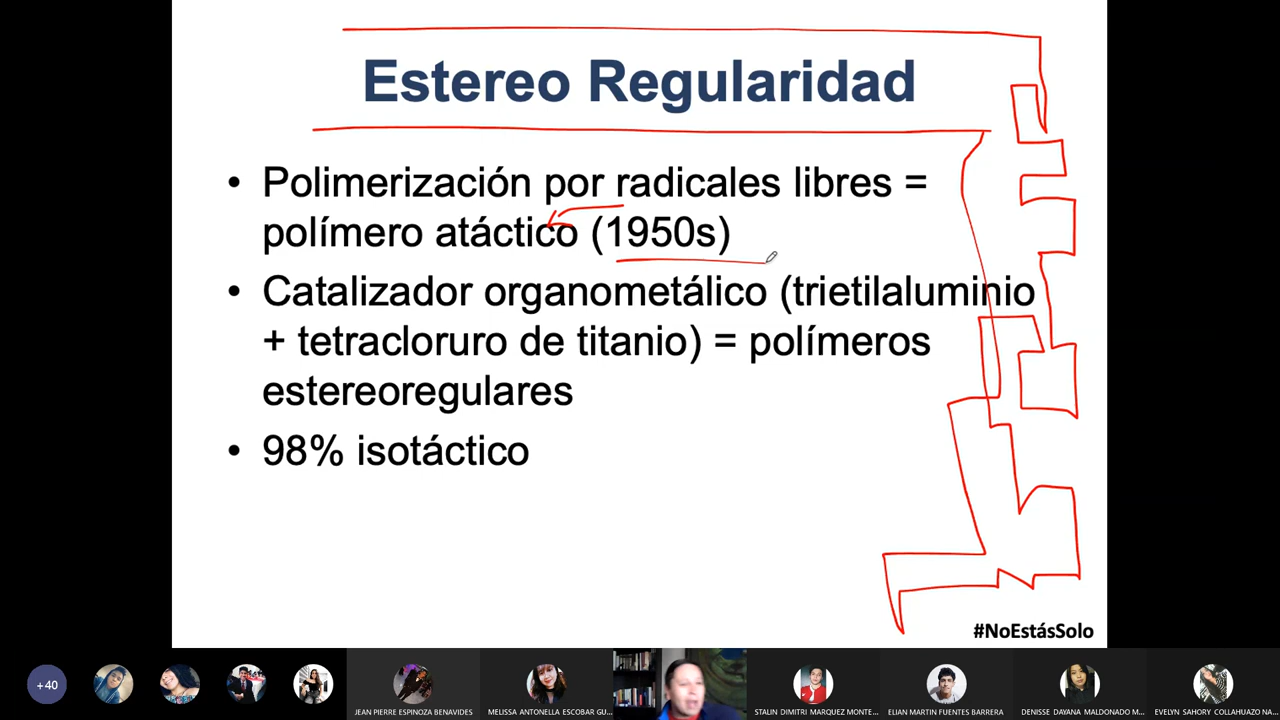 Estereo Regularidad
• Polimerización por radicales libres =
polímero atáctico (1950s)
• Catalizador organometálico (trietilaluminio
+ tetracloruro de titanio) = polímeros
estereoregulares
• 98% isotáctico
#NoEstásSolo
+40
JEAN PIERRE ESPINOZA BENAVIDES
MELISSA ANTONELLA ESCOBAR GU...
STALIN DIMITRI MARQUEZ MONTE...
ELIAN MARTIN FUENTES BARRERA
DENISSE DAYANA MALDONADO M...
EVELYN SAHORY COLLAHUAZO NA...